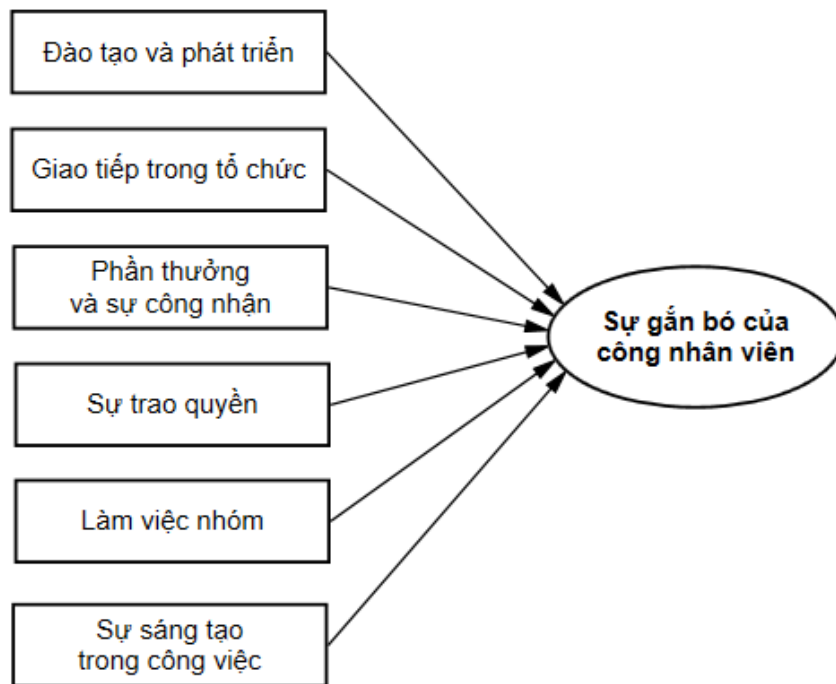 Đào tạo và phát triển
Giao tiếp trong tổ chức
Phần thưởng
và sự công nhận
Sự trao quyền
Làm việc nhóm
Sự sáng tạo
trong công việc
Sự gắn bó của
công nhân viên